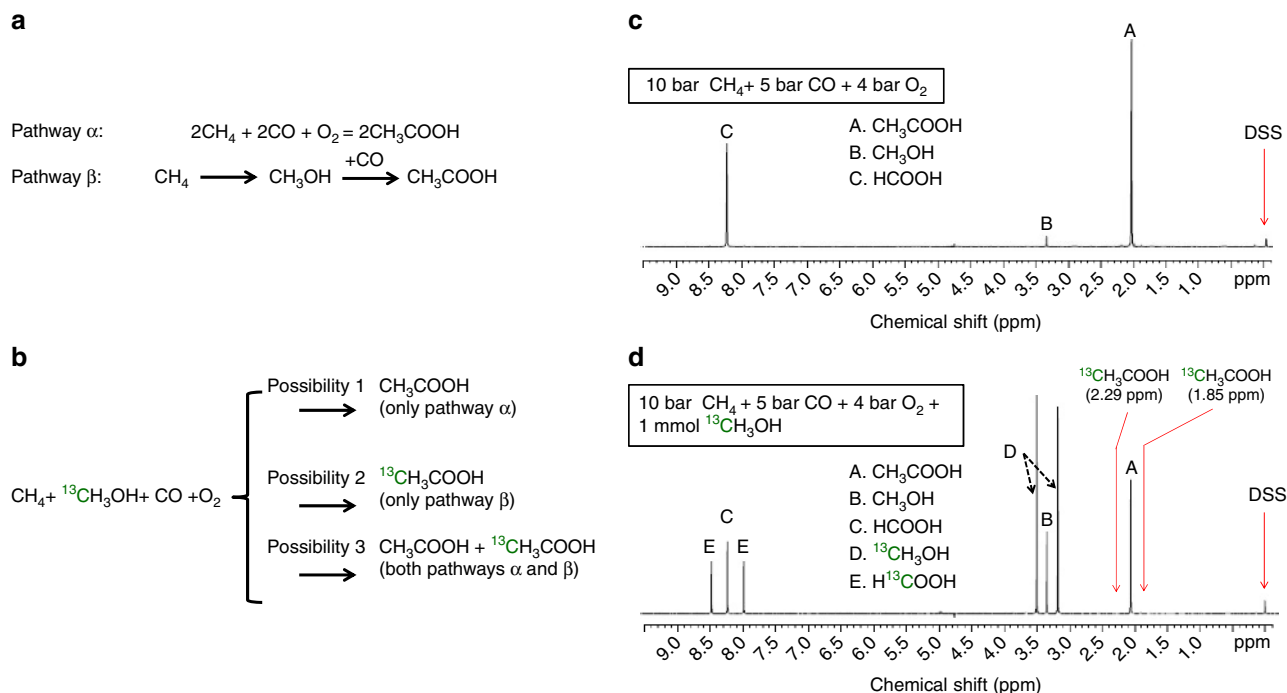 a
Pathway α: 2CH₄ + 2CO + O₂ = 2CH₃COOH
+CO
Pathway β: CH₄ CH₃OH CH₃COOH
b
Possibility 1 CH₃COOH
(only pathway α)
CH₄+ ¹³CH₃OH+ CO +O₂
Possibility 2 ¹³CH₃COOH
(only pathway β)
Possibility 3 CH₃COOH + ¹³CH₃COOH
(both pathways α and β)
c
10 bar CH₄+ 5 bar CO + 4 bar O₂
A. CH₃COOH
B. CH₃OH
C. HCOOH
C
B
A
DSS
9.0 8.5 8.0 7.5 7.0 6.5 6.0 5.5 5.0 4.5 4.0 3.5 3.0 2.5 2.0 1.5 1.0 ppm
Chemical shift (ppm)
d
10 bar CH₄ + 5 bar CO + 4 bar O₂ +
1 mmol ¹³CH₃OH
A. CH₃COOH
B. CH₃OH
C. HCOOH
D. ¹³CH₃OH
E. H¹³COOH
¹³CH₃COOH ¹³CH₃COOH
(2.29 ppm) (1.85 ppm)
E
C
E
D
B
A
DSS
9.0 8.5 8.0 7.5 7.0 6.5 6.0 5.5 5.0 4.5 4.0 3.5 3.0 2.5 2.0 1.5 1.0 ppm
Chemical shift (ppm)